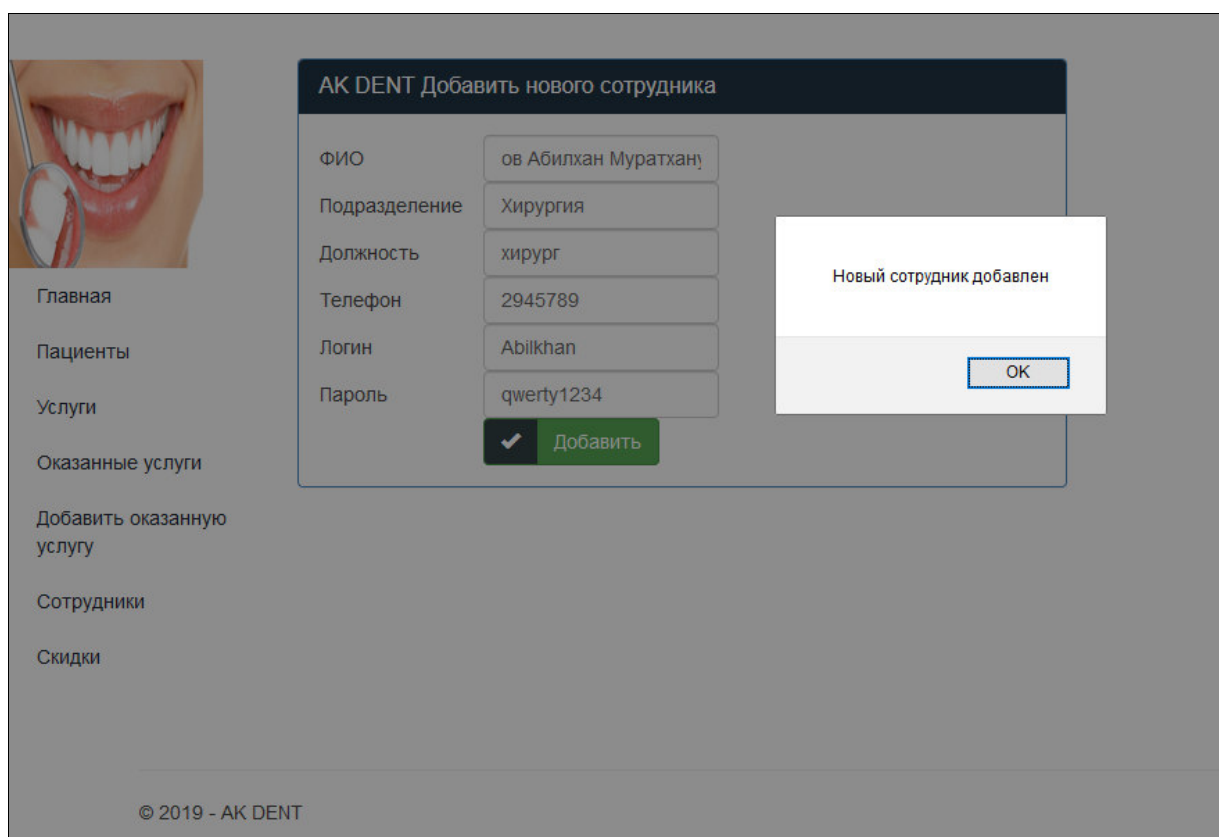 AK DENT Добавить нового сотрудника
ФИО
ов Абилхан Муратхану
Подразделение
Хирургия
Должность
хирург
Телефон
2945789
Логин
Abilkhan
Пароль
qwerty1234
Добавить
Новый сотрудник добавлен
OK
Главная
Пациенты
Услуги
Оказанные услуги
Добавить оказанную
услугу
Сотрудники
Скидки
© 2019 - AK DENT